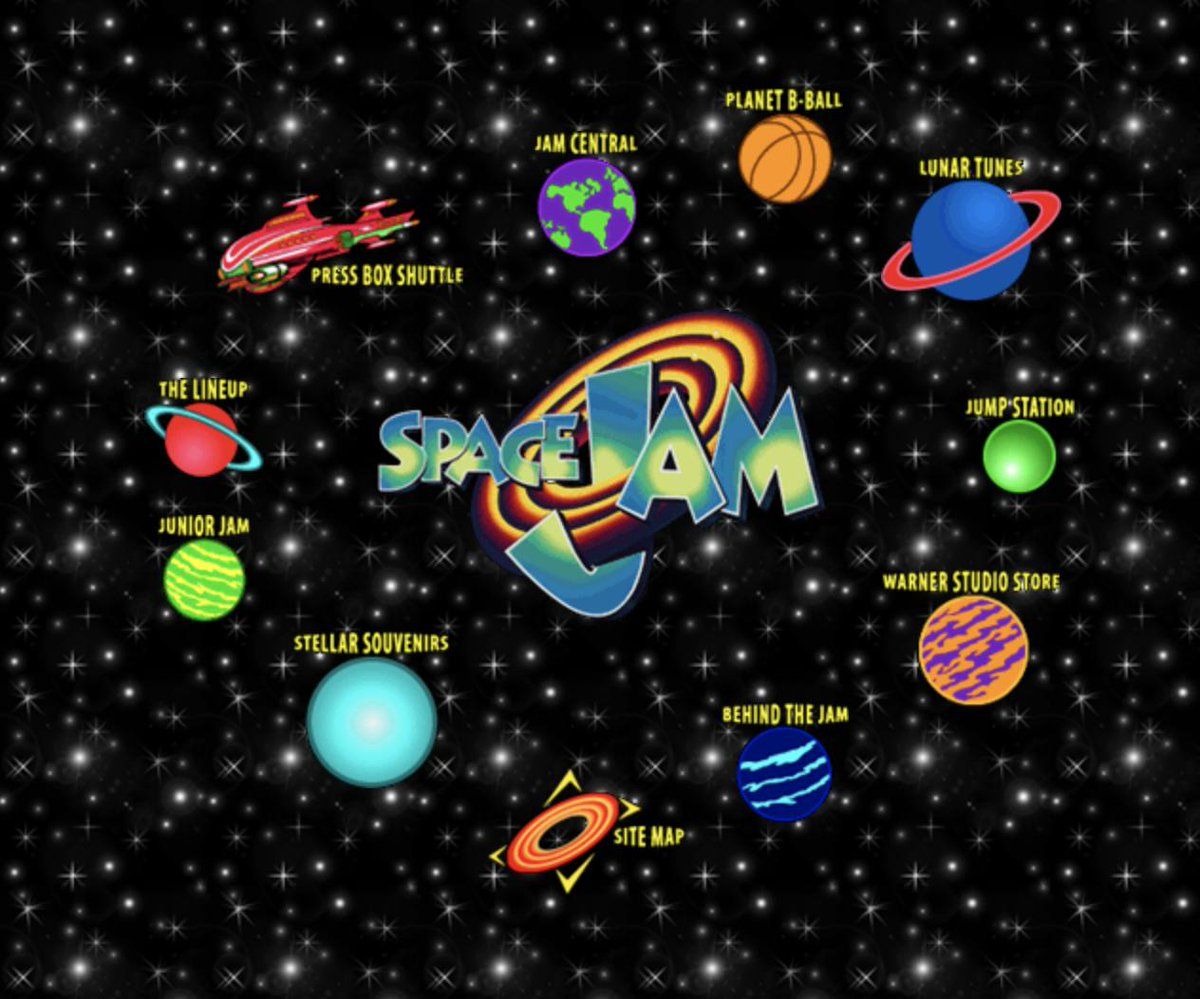 PLANET B-BALL
JAM CENTRAL
LUNAR TUNES
PRESS BOX SHUTTLE
THE LINEUP
SPACE JAM
JUMP STATION
JUNIOR JAM
WARNER STUDIO STORE
STELLAR SOUVENIRS
BEHIND THE JAM
SITE MAP